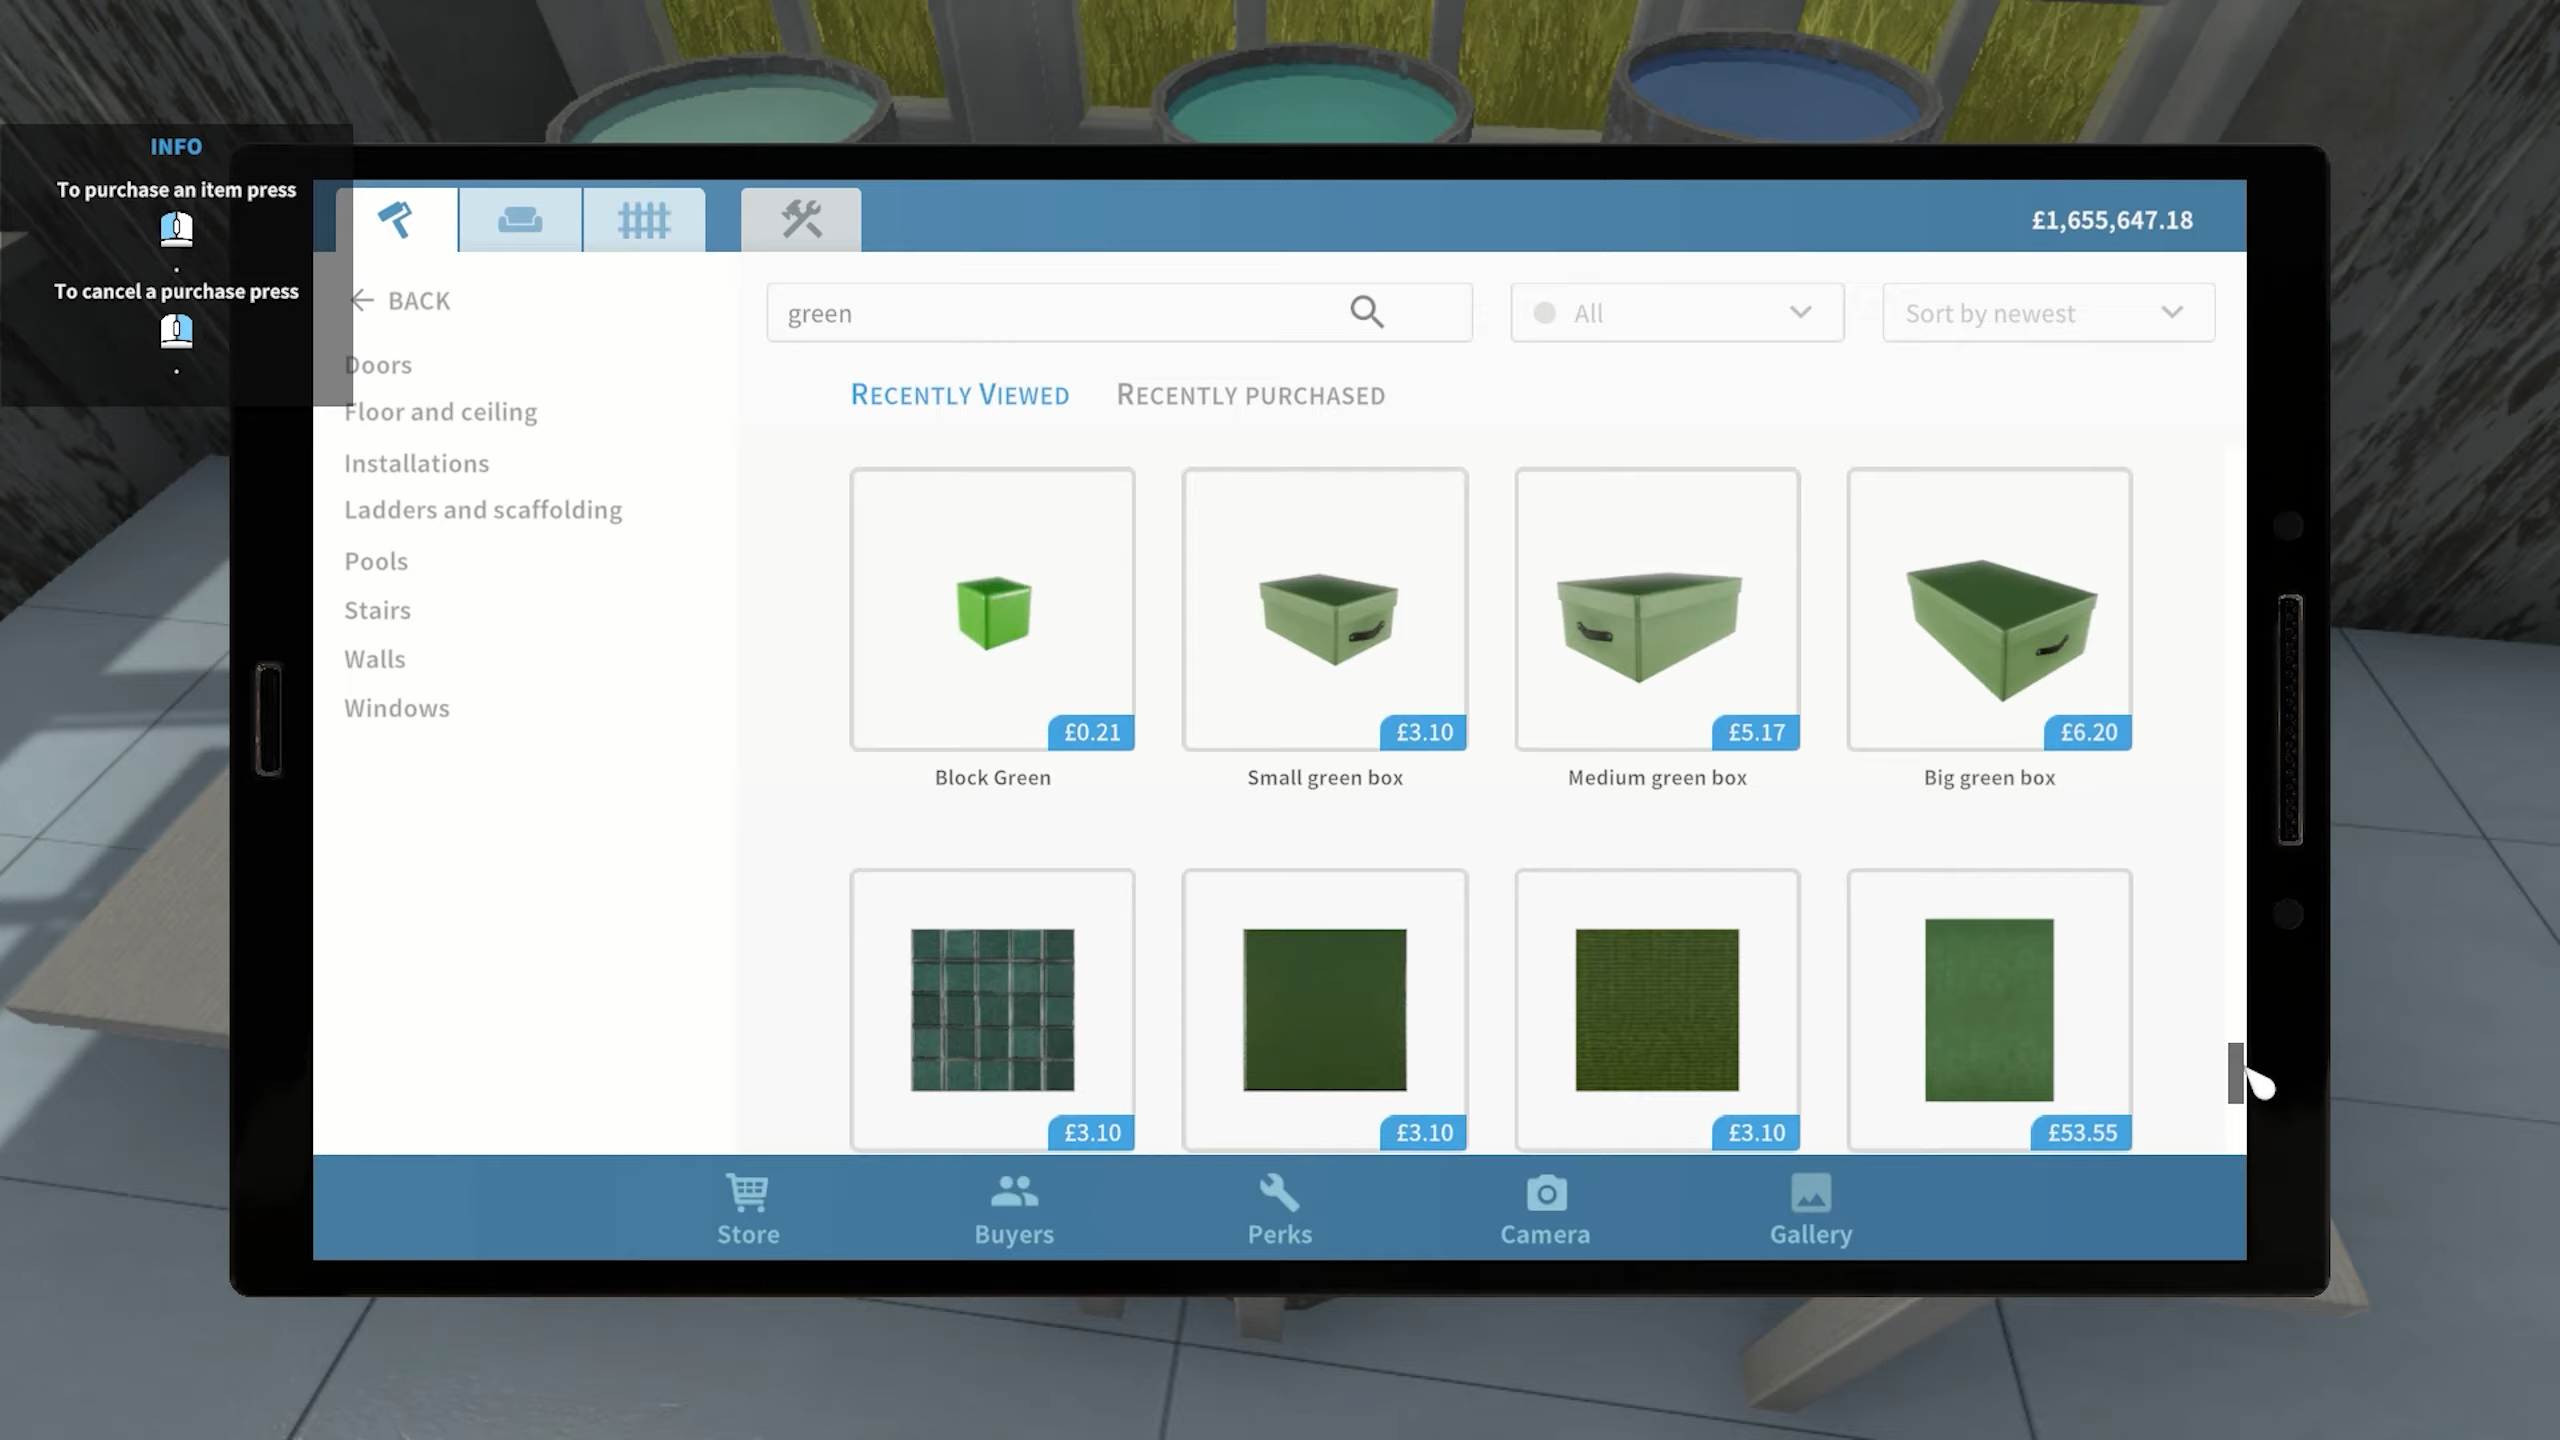 INFO
To purchase an item press
.
To cancel a purchase press
.
£1,655,647.18
BACK
Doors
Floor and ceiling
Installations
Ladders and scaffolding
Pools
Stairs
Walls
Windows
green
All
Sort by newest
RECENTLY VIEWED
RECENTLY PURCHASED
£0.21
£3.10
£5.17
£6.20
Block Green
Small green box
Medium green box
Big green box
£3.10
£3.10
£3.10
£53.55
Store
Buyers
Perks
Camera
Gallery